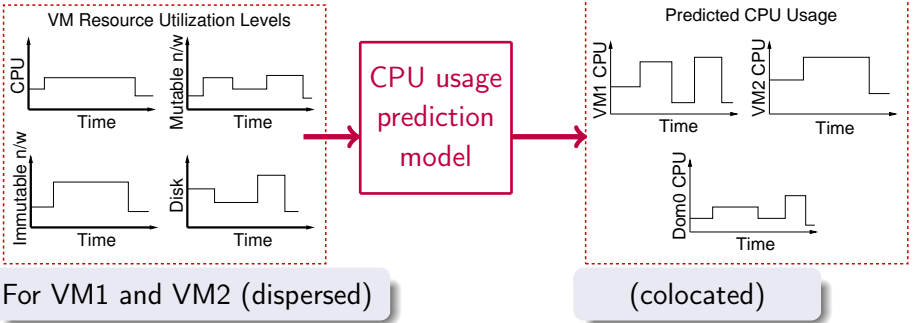 VM Resource Utilization Levels
CPU
Time
Mutable n/w
Time
Immutable n/w
Time
Disk
Time
CPU usage
prediction
model
Predicted CPU Usage
VM1 CPU
Time
VM2 CPU
Time
Dom0 CPU
Time
For VM1 and VM2 (dispersed)
(colocated)